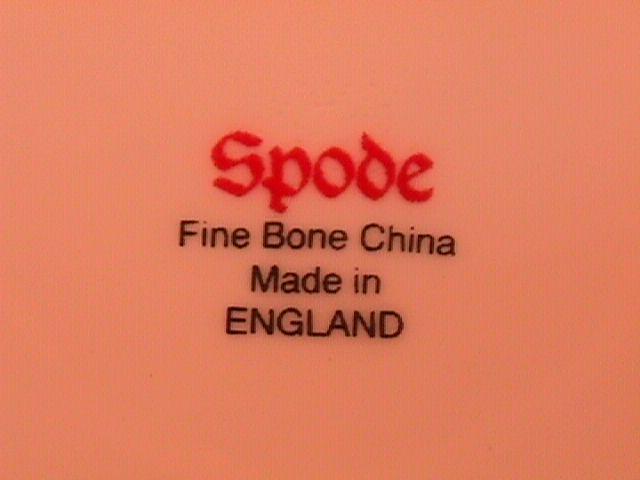 Spode
Fine Bone China
Made in
ENGLAND